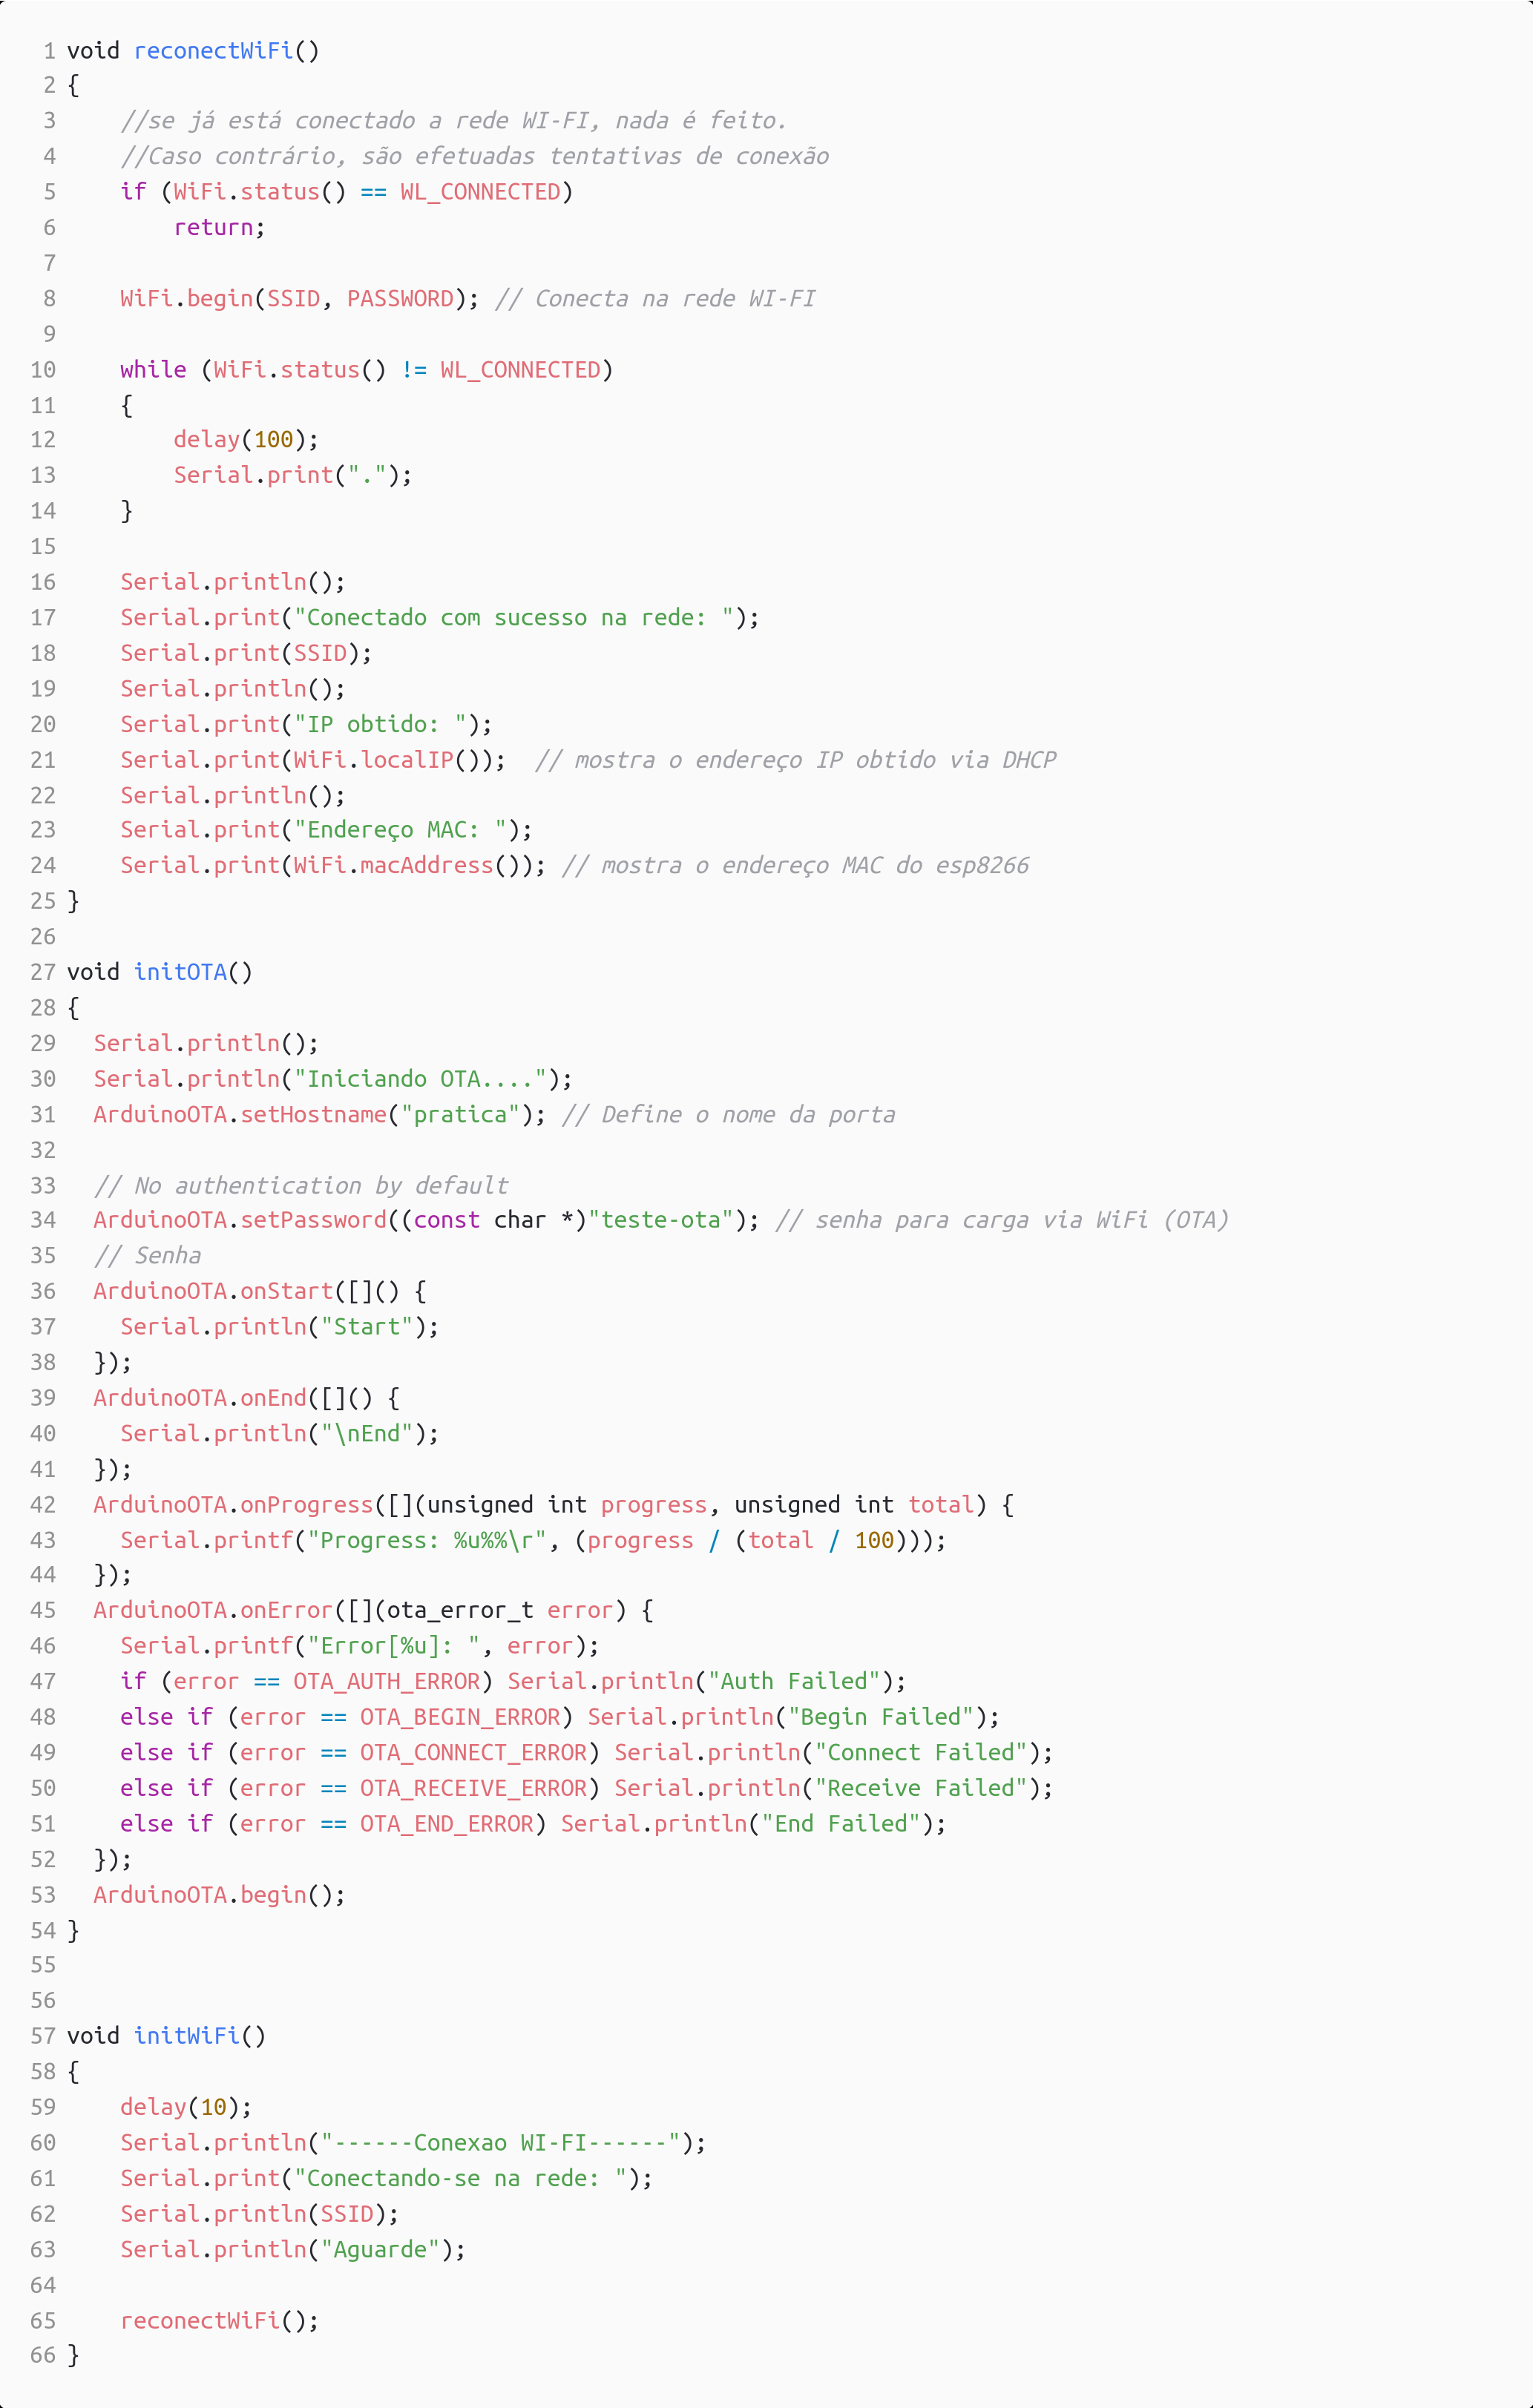 1 void reconectWiFi()
2 {
3     //se já está conectado a rede WI-FI, nada é feito.
4     //Caso contrário, são efetuadas tentativas de conexão
5     if (WiFi.status() == WL_CONNECTED)
6         return;
7
8     WiFi.begin(SSID, PASSWORD); // Conecta na rede WI-FI
9
10     while (WiFi.status() != WL_CONNECTED)
11     {
12         delay(100);
13         Serial.print(".");
14     }
15
16     Serial.println();
17     Serial.print("Conectado com sucesso na rede: ");
18     Serial.print(SSID);
19     Serial.println();
20     Serial.print("IP obtido: ");
21     Serial.print(WiFi.localIP());  // mostra o endereço IP obtido via DHCP
22     Serial.println();
23     Serial.print("Endereço MAC: ");
24     Serial.print(WiFi.macAddress()); // mostra o endereço MAC do esp8266
25 }
26
27 void initOTA()
28 {
29   Serial.println();
30   Serial.println("Iniciando OTA....");
31   ArduinoOTA.setHostname("pratica"); // Define o nome da porta
32
33   // No authentication by default
34   ArduinoOTA.setPassword((const char *)"teste-ota"); // senha para carga via WiFi (OTA)
35   // Senha
36   ArduinoOTA.onStart([]() {
37     Serial.println("Start");
38   });
39   ArduinoOTA.onEnd([]() {
40     Serial.println("\nEnd");
41   });
42   ArduinoOTA.onProgress([](unsigned int progress, unsigned int total) {
43     Serial.printf("Progress: %u%%\r", (progress / (total / 100)));
44   });
45   ArduinoOTA.onError([](ota_error_t error) {
46     Serial.printf("Error[%u]: ", error);
47     if (error == OTA_AUTH_ERROR) Serial.println("Auth Failed");
48     else if (error == OTA_BEGIN_ERROR) Serial.println("Begin Failed");
49     else if (error == OTA_CONNECT_ERROR) Serial.println("Connect Failed");
50     else if (error == OTA_RECEIVE_ERROR) Serial.println("Receive Failed");
51     else if (error == OTA_END_ERROR) Serial.println("End Failed");
52   });
53   ArduinoOTA.begin();
54 }
55
56
57 void initWiFi()
58 {
59     delay(10);
60     Serial.println("------Conexao WI-FI------");
61     Serial.print("Conectando-se na rede: ");
62     Serial.println(SSID);
63     Serial.println("Aguarde");
64
65     reconectWiFi();
66 }